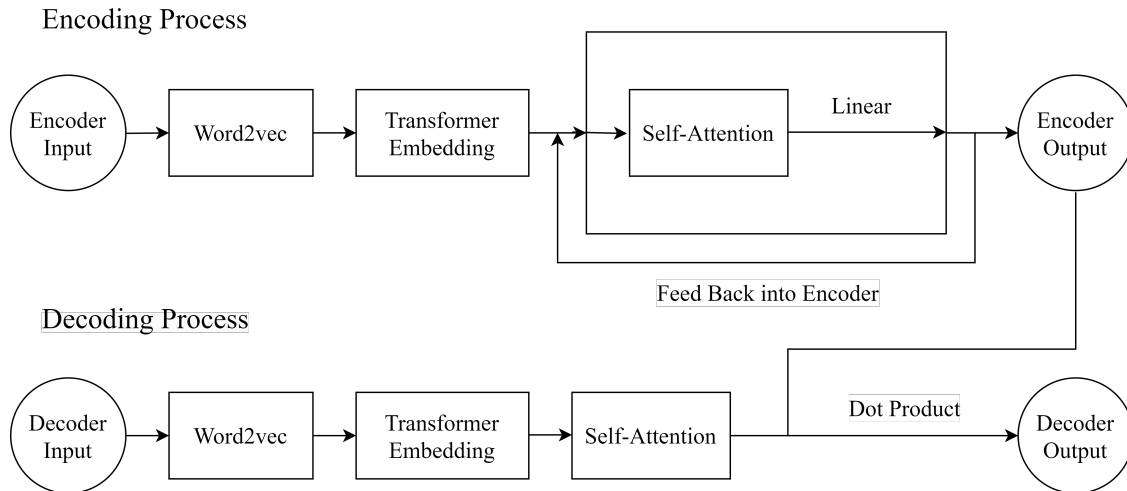 Encoding Process
Encoder
Input
Word2vec
Transformer
Embedding
Self-Attention
Linear
Encoder
Output
Feed Back into Encoder
Decoding Process
Decoder
Input
Word2vec
Transformer
Embedding
Self-Attention
Dot Product
Decoder
Output